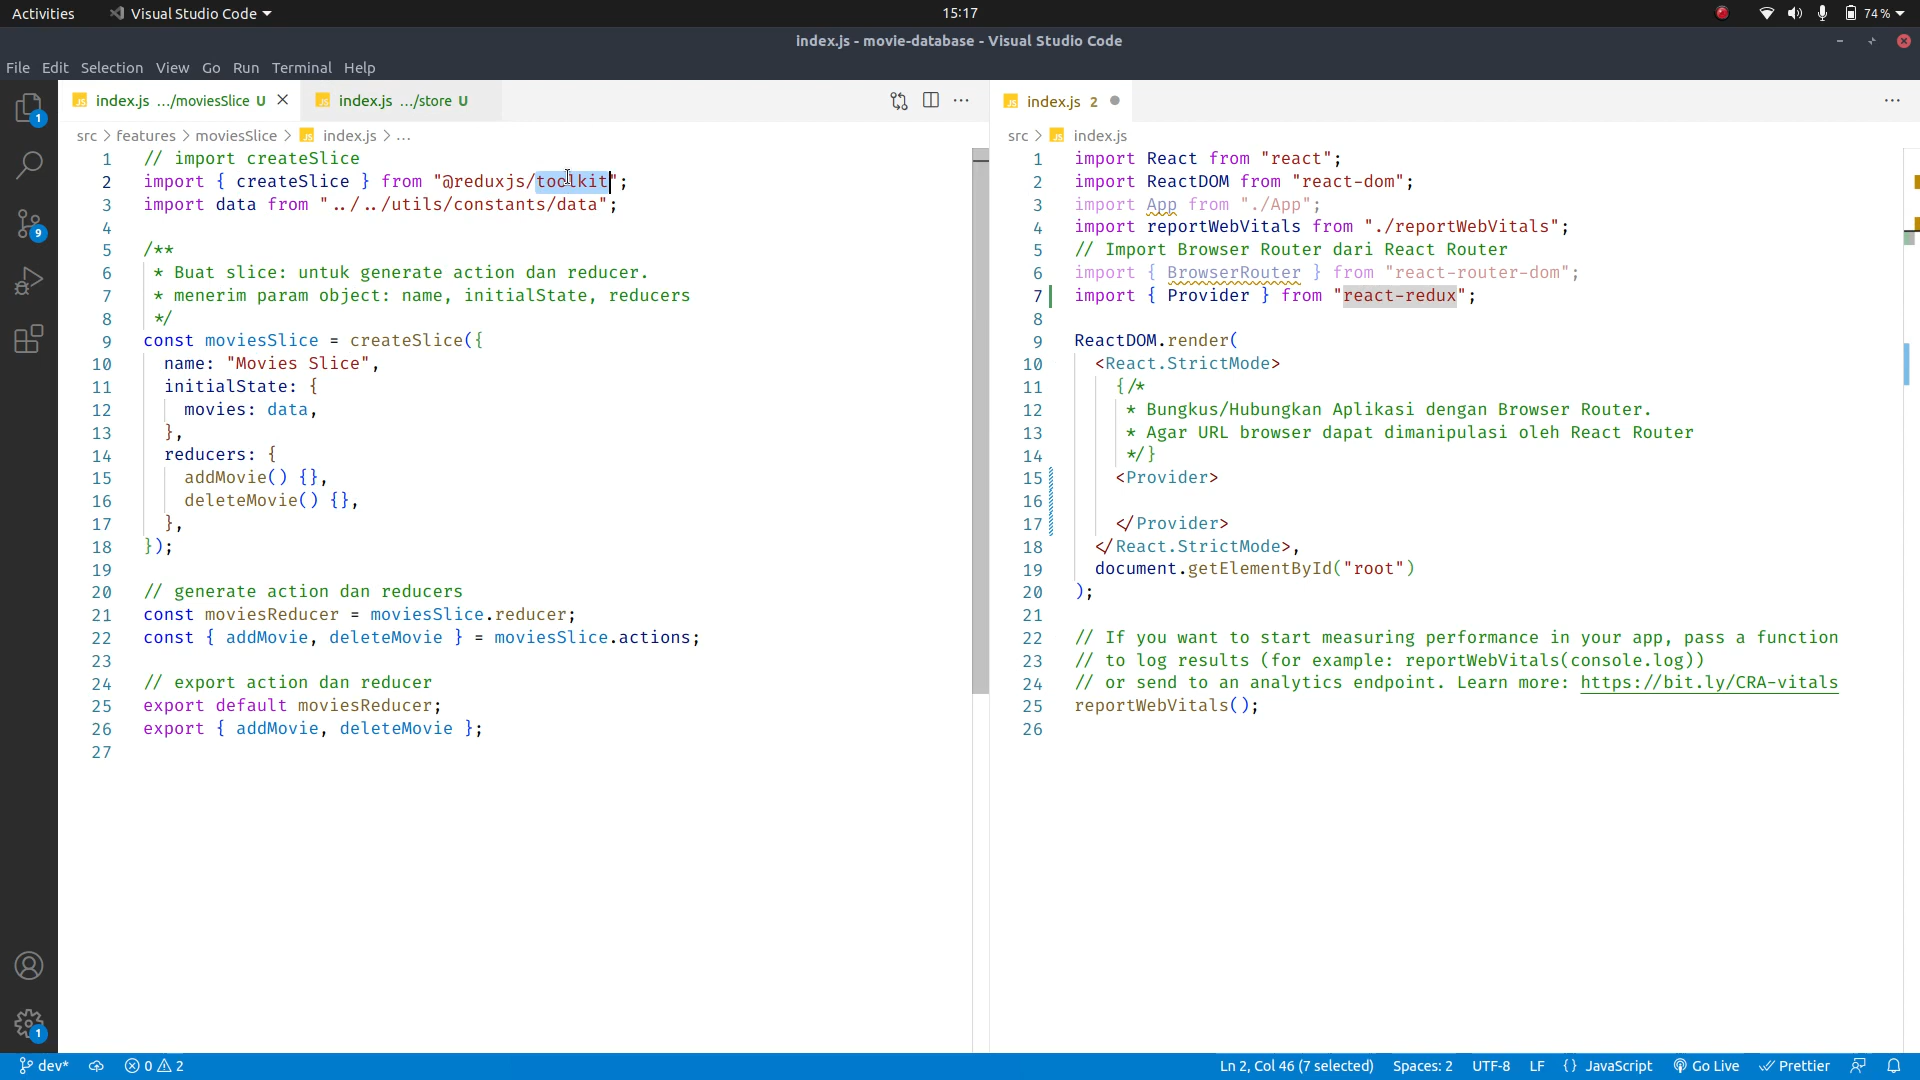 Activities Visual Studio Code 15:17 74%
index.js - movie-database - Visual Studio Code
File Edit Selection View Go Run Terminal Help
index.js .../moviesSlice U index.js .../store U
src > features > moviesSlice > index.js > ...
1 // import createSlice
2 import { createSlice } from "@reduxjs/toolkit";
3 import data from "../../utils/constants/data";
4
5 /**
6 * Buat slice: untuk generate action dan reducer.
7 * menerim param object: name, initialState, reducers
8 */
9 const moviesSlice = createSlice({
10 name: "Movies Slice",
11 initialState: {
12 movies: data,
13 },
14 reducers: {
15 addMovie() {},
16 deleteMovie() {},
17 },
18 });
19
20 // generate action dan reducers
21 const moviesReducer = moviesSlice.reducer;
22 const { addMovie, deleteMovie } = moviesSlice.actions;
23
24 // export action dan reducer
25 export default moviesReducer;
26 export { addMovie, deleteMovie };
27
index.js 2
src > index.js
1 import React from "react";
2 import ReactDOM from "react-dom";
3 import App from "./App";
4 import reportWebVitals from "./reportWebVitals";
5 // Import Browser Router dari React Router
6 import { BrowserRouter } from "react-router-dom";
7 import { Provider } from "react-redux";
8
9 ReactDOM.render(
10 <React.StrictMode>
11 {/*
12 * Bungkus/Hubungkan Aplikasi dengan Browser Router.
13 * Agar URL browser dapat dimanipulasi oleh React Router
14 */}
15 <Provider>
16
17 </Provider>
18 </React.StrictMode>,
19 document.getElementById("root")
20 );
21
22 // If you want to start measuring performance in your app, pass a function
23 // to log results (for example: reportWebVitals(console.log))
24 // or send to an analytics endpoint. Learn more: https://bit.ly/CRA-vitals
25 reportWebVitals();
26
1
9
1
dev* 0 2 Ln 2, Col 46 (7 selected) Spaces: 2 UTF-8 LF {} JavaScript Go Live Prettier